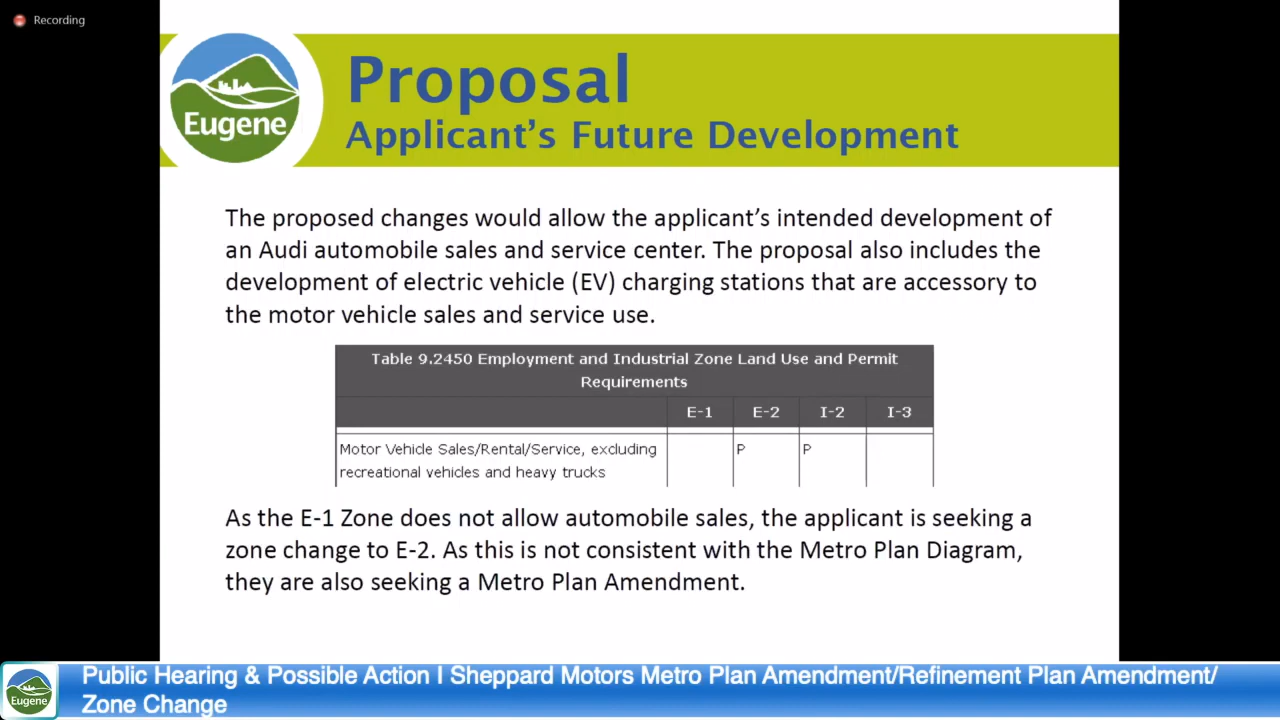 Recording
Eugene
Proposal
Applicant's Future Development
The proposed changes would allow the applicant's intended development of
an Audi automobile sales and service center. The proposal also includes the
development of electric vehicle (EV) charging stations that are accessory to
the motor vehicle sales and service use.
Table 9.2450 Employment and Industrial Zone Land Use and Permit
Requirements
E-1 E-2 I-2 I-3
Motor Vehicle Sales/Rental/Service, excluding P P
recreational vehicles and heavy trucks
As the E-1 Zone does not allow automobile sales, the applicant is seeking a
zone change to E-2. As this is not consistent with the Metro Plan Diagram,
they are also seeking a Metro Plan Amendment.
Eugene
Public Hearing & Possible Action I Sheppard Motors Metro Plan Amendment/Refinement Plan Amendment/
Zone Change